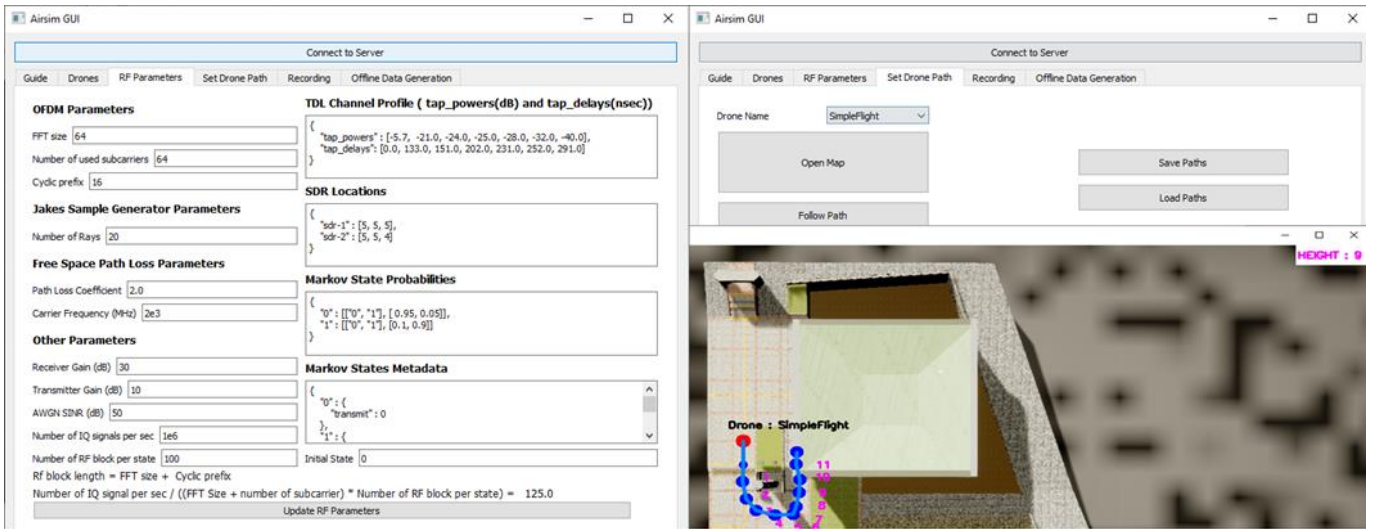 Airsim GUI
Connect to Server
Guide Drones RF Parameters Set Drone Path Recording Offline Data Generation
OFDM Parameters
FFT size 64
Number of used subcarriers 64
Cyclic prefix 16
Jakes Sample Generator Parameters
Number of Rays 20
Free Space Path Loss Parameters
Path Loss Coefficient 2.0
Carrier Frequency (MHz) 2e3
Other Parameters
Receiver Gain (dB) 30
Transmitter Gain (dB) 10
AWGN SINR (dB) 50
Number of IQ signals per sec 1e6
Number of RF block per state 100
TDL Channel Profile ( tap_powers(dB) and tap_delays(nsec))
{
"tap_powers" : [-5.7, -21.0, -24.0, -25.0, -28.0, -32.0, -40.0],
"tap_delays": [0.0, 133.0, 151.0, 202.0, 231.0, 252.0, 291.0]
}
SDR Locations
{
"sdr-1" : [5, 5, 5],
"sdr-2" : [5, 5, 4]
}
Markov State Probabilities
{
"0" : [["0", "1"], [ 0.95, 0.05]],
"1" : [["0", "1"], [0.1, 0.9]]
}
Markov States Metadata
{
"0" : {
"transmit" : 0
},
"1" : {
Initial State 0
Rf block length = FFT size + Cyclic prefix
Number of IQ signal per sec / ((FFT Size + number of subcarrier) * Number of RF block per state) = 125.0
Update RF Parameters
Airsim GUI
Connect to Server
Guide Drones RF Parameters Set Drone Path Recording Offline Data Generation
Drone Name SimpleFlight
Open Map
Save Paths
Load Paths
Follow Path
HEIGHT : 9
Drone : SimpleFlight
11
10
9
8
7
1
2
3
4